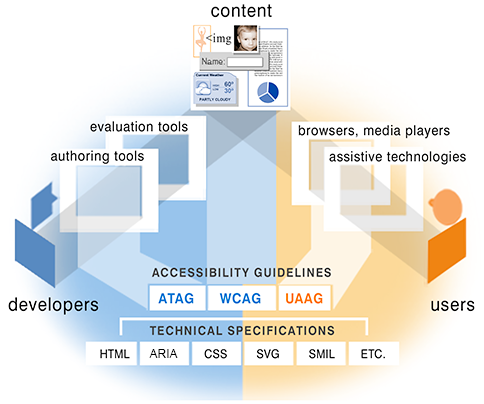 content
<img
Name:
Current Weather
60°
30°
PARTLY CLOUDY
evaluation tools
authoring tools
browsers, media players
assistive technologies
developers
users
ACCESSIBILITY GUIDELINES
ATAG WCAG UAAG
TECHNICAL SPECIFICATIONS
HTML ARIA CSS SVG SMIL ETC.